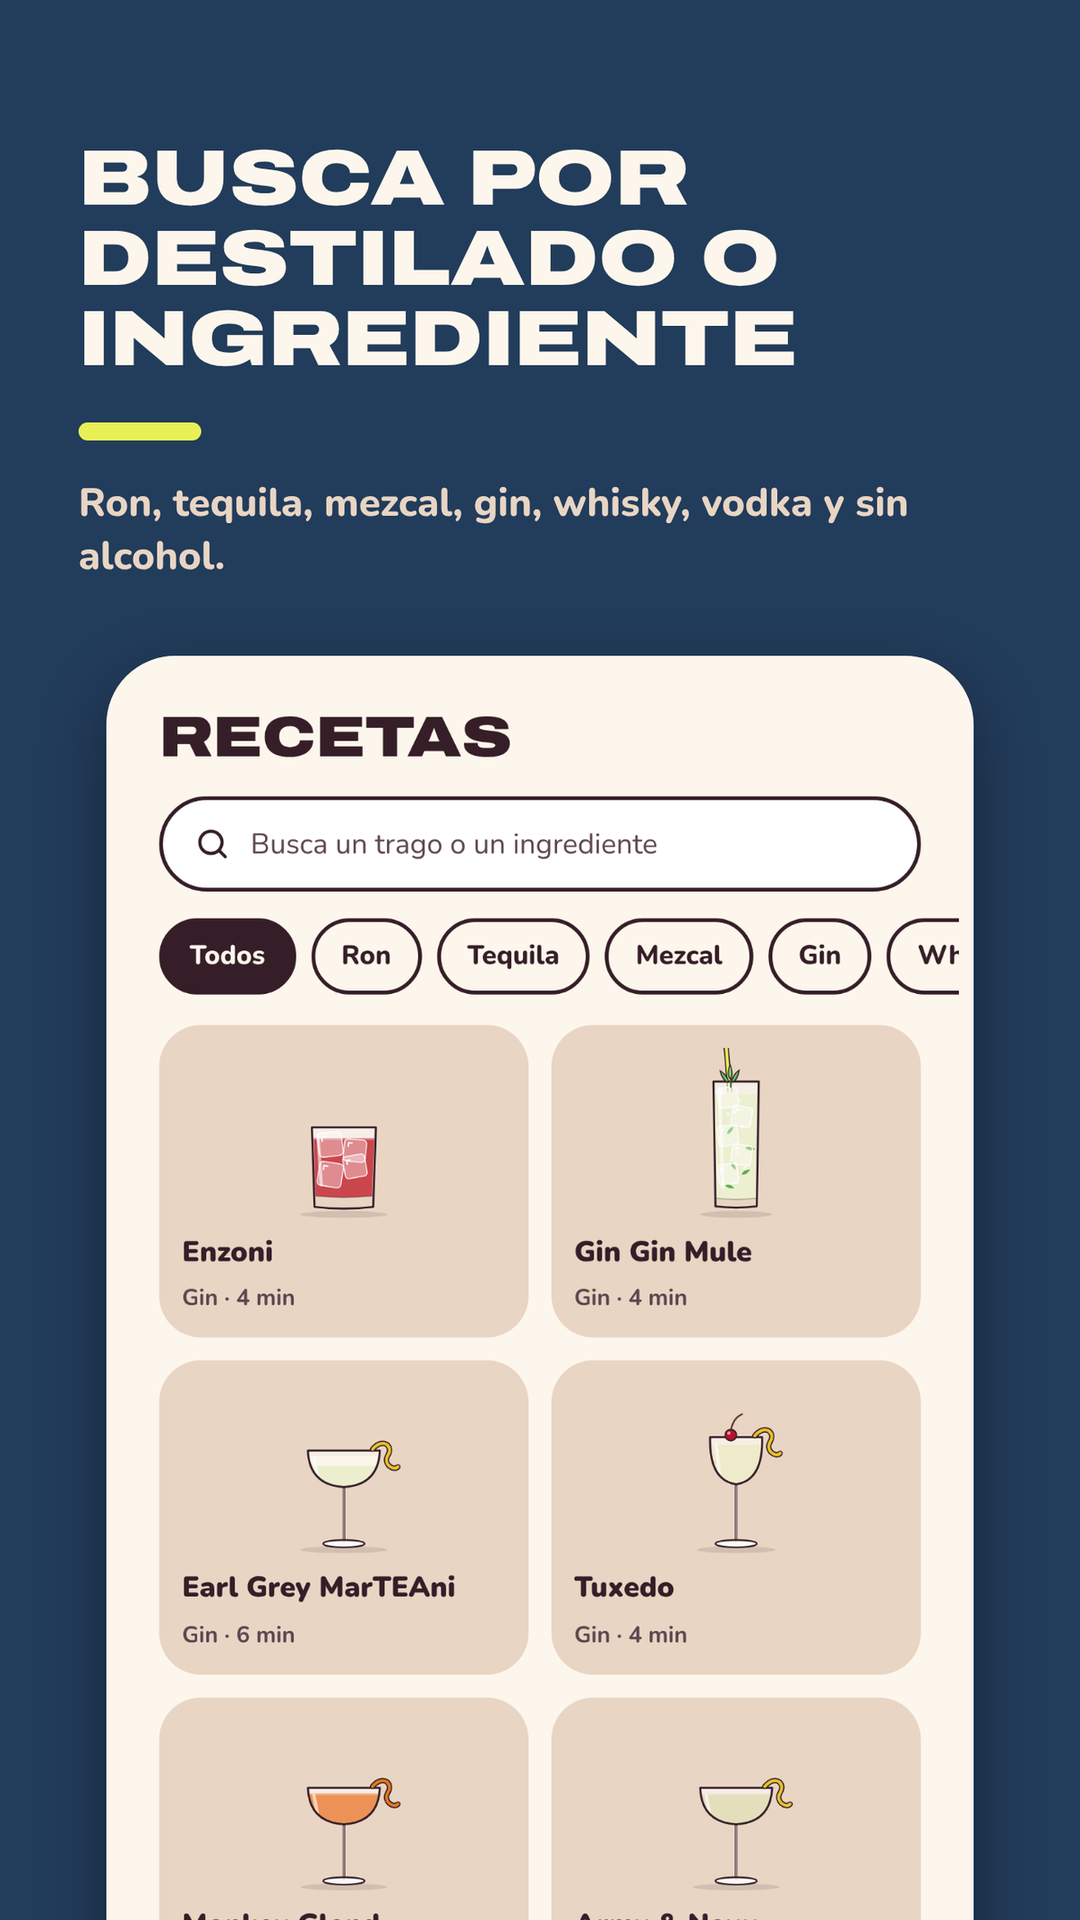 BUSCA POR
DESTILADO O
INGREDIENTE
Ron, tequila, mezcal, gin, whisky, vodka y sin
alcohol.
RECETAS
Busca un trago o un ingrediente
Todos Ron Tequila Mezcal Gin Wh
Enzoni Gin Gin Mule
Gin · 4 min Gin · 4 min
Earl Grey MarTEAni Tuxedo
Gin · 6 min Gin · 4 min